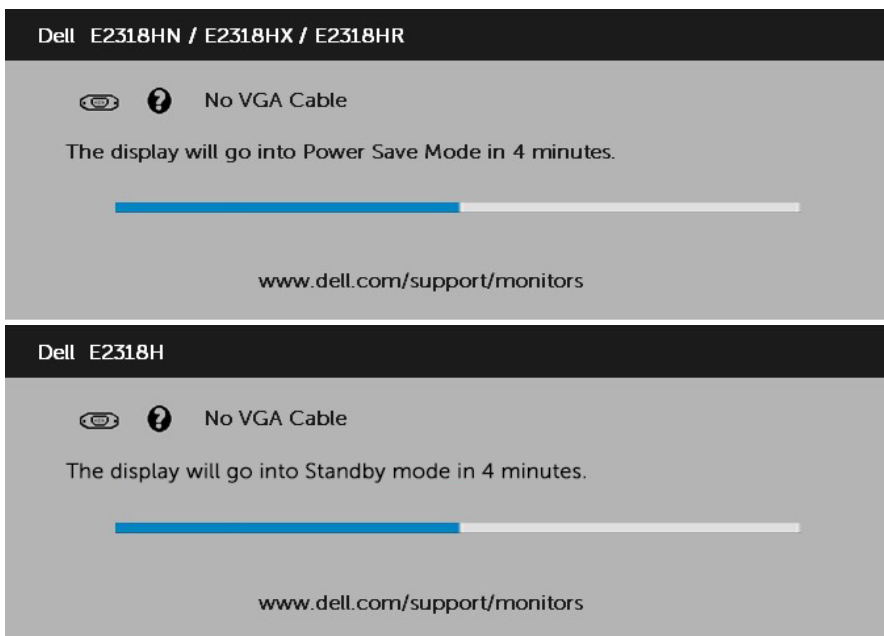 Dell E2318HN / E2318HX / E2318HR
No VGA Cable
The display will go into Power Save Mode in 4 minutes.
www.dell.com/support/monitors
Dell E2318H
No VGA Cable
The display will go into Standby mode in 4 minutes.
www.dell.com/support/monitors